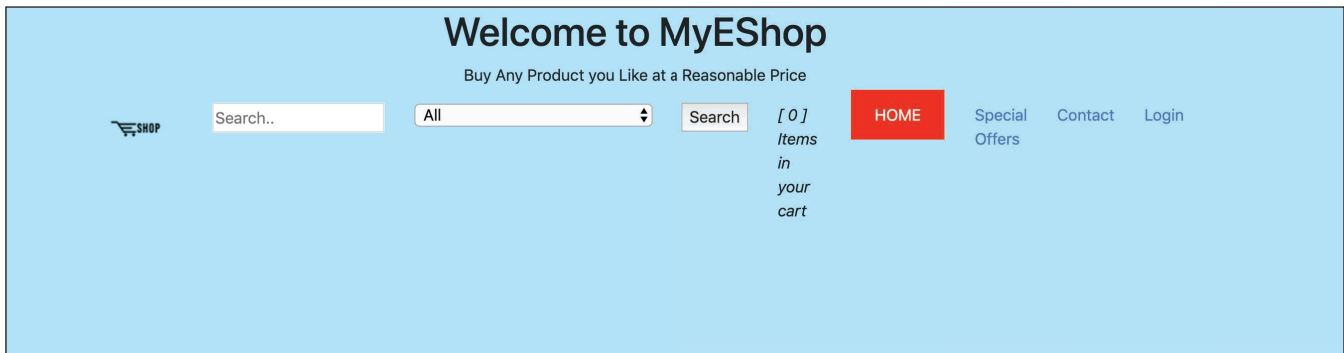 Welcome to MyEShop
Buy Any Product you Like at a Reasonable Price
SHOP
Search..
All
Search
[ 0 ]
Items
in
your
cart
HOME
Special
Offers
Contact
Login